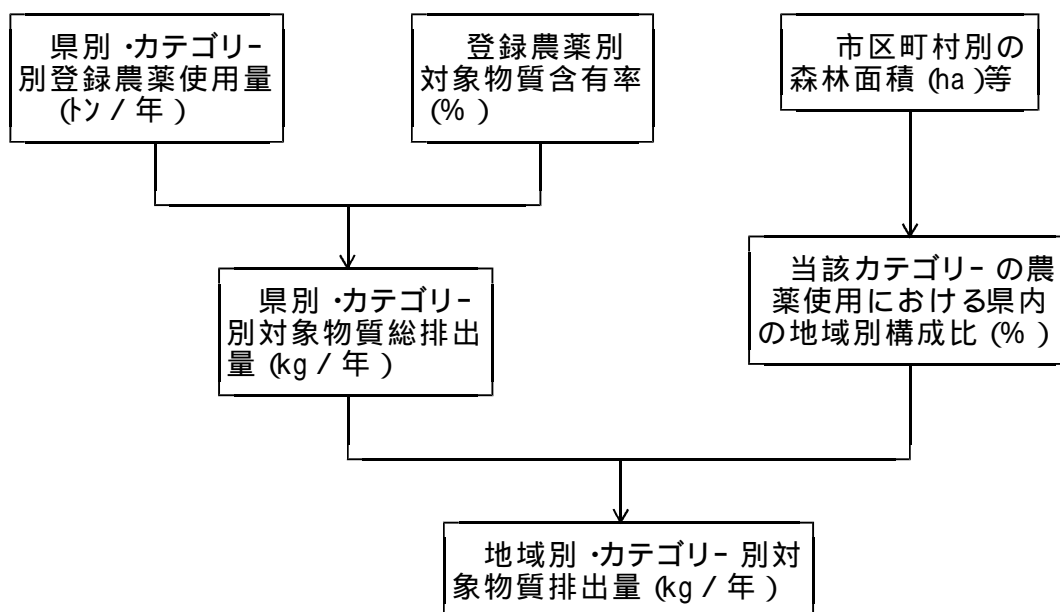 県別・カテゴリー
別登録農薬使用量
(トン/年)
登録農薬別
対象物質含有率
(%)
市区町村別の
森林面積(ha)等
県別・カテゴリー
別対象物質総排出
量(kg/年)
当該カテゴリーの農
薬使用における県内
の地域別構成比(%)
地域別・カテゴリー別対
象物質排出量(kg/年)